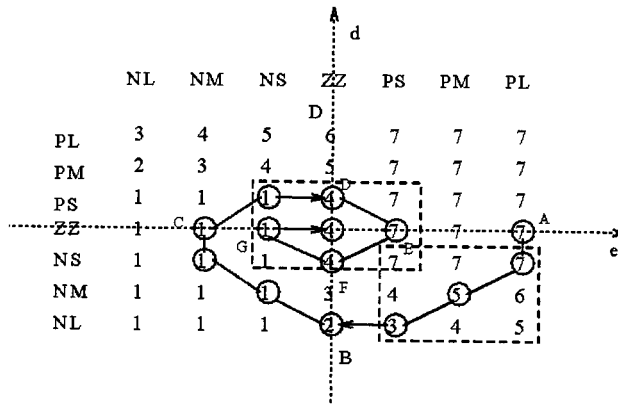 d
NL NM NS ZZ PS PM PL
D
PL 3 4 5 6 7 7 7
PM 2 3 4 5 7 7 7
D
PS 1 1 1 4 7 7 7
C A
ZZ 1 1 1 4 7 7
e
G E
NS 1 1 1 4 7 7 7
F
NM 1 1 1 3 4 5 6
NL 1 1 1 2 3 4 5
B